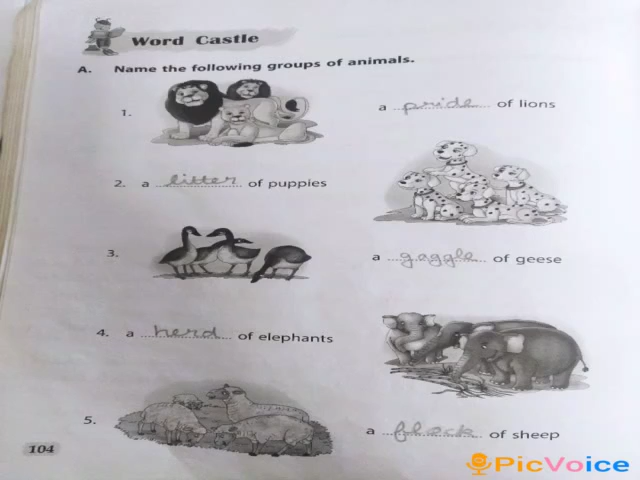 Word Castle
A. Name the following groups of animals.
1. a pride of lions
2. a litter of puppies
3. a gaggle of geese
4. a herd of elephants
5. a flock of sheep
104
PicVoice